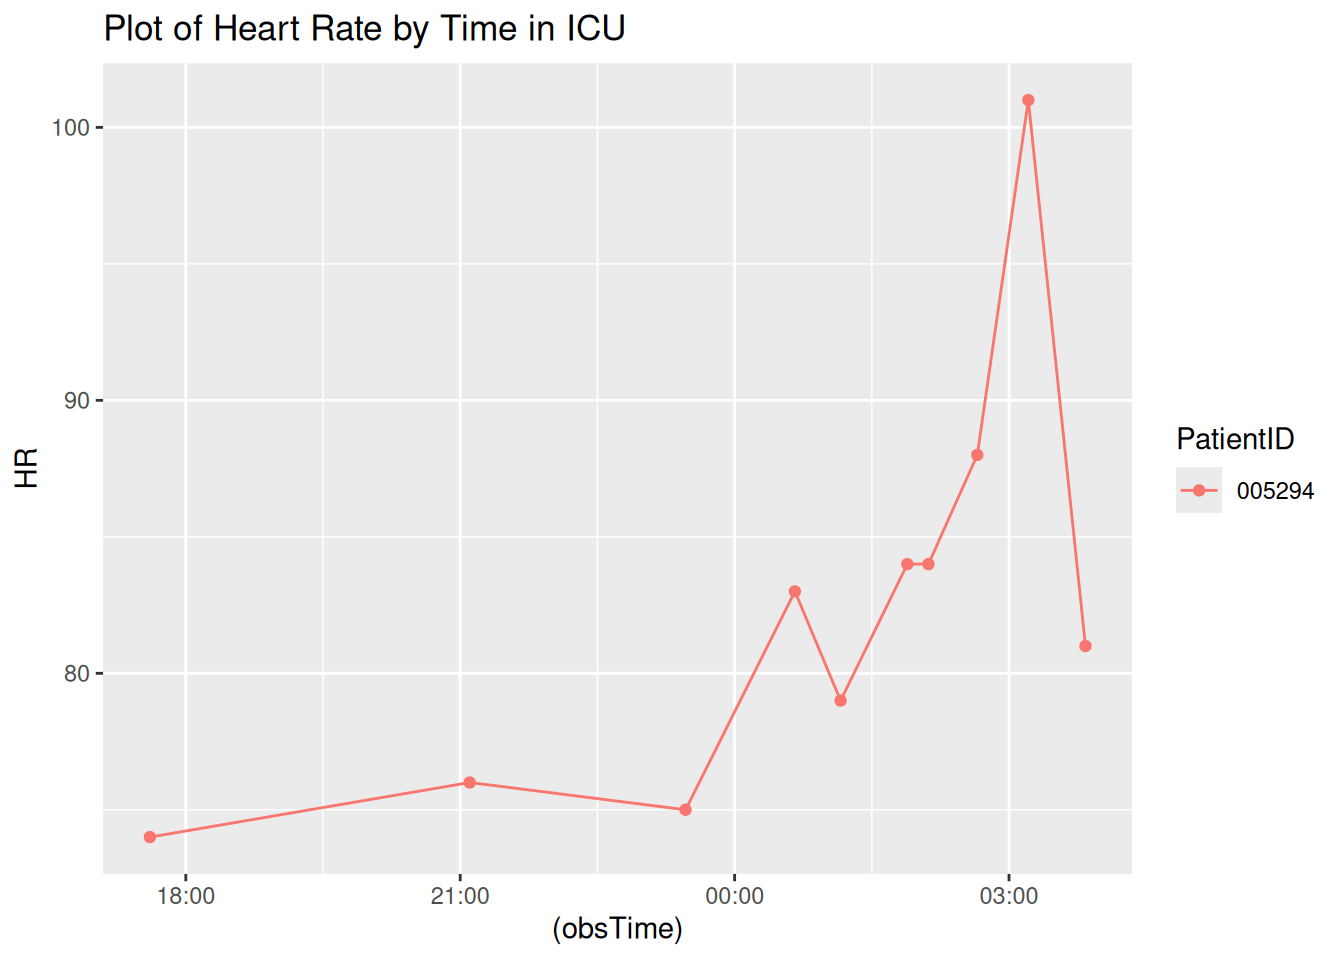 Plot of Heart Rate by Time in ICU
100
90
80
HR
18:00 21:00 00:00 03:00
(obsTime)
PatientID
005294